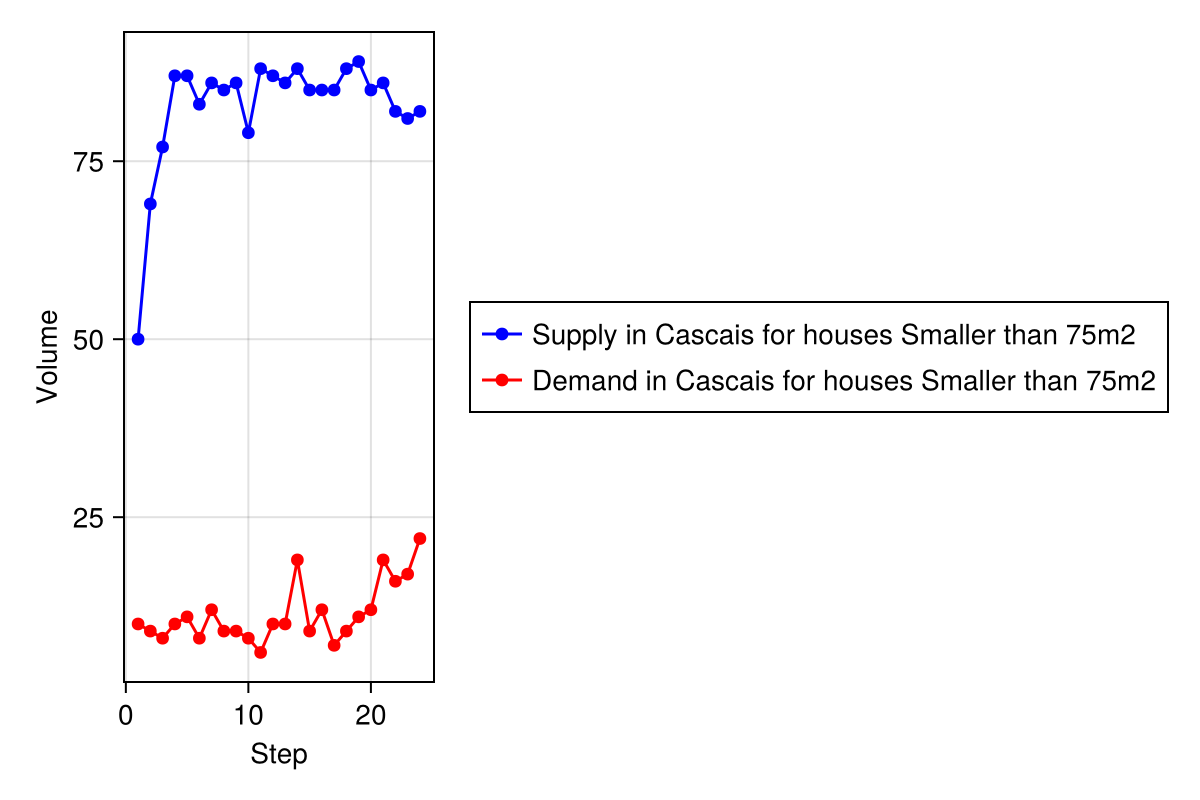 75
50
25
Volume
0 10 20
Step
Supply in Cascais for houses Smaller than 75m2
Demand in Cascais for houses Smaller than 75m2